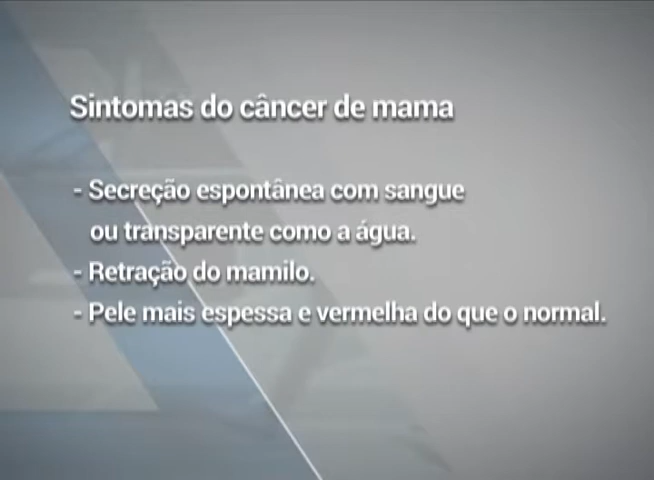 Sintomas do câncer de mama
- Secreção espontânea com sangue
ou transparente como a água.
- Retração do mamilo.
- Pele mais espessa e vermelha do que o normal.